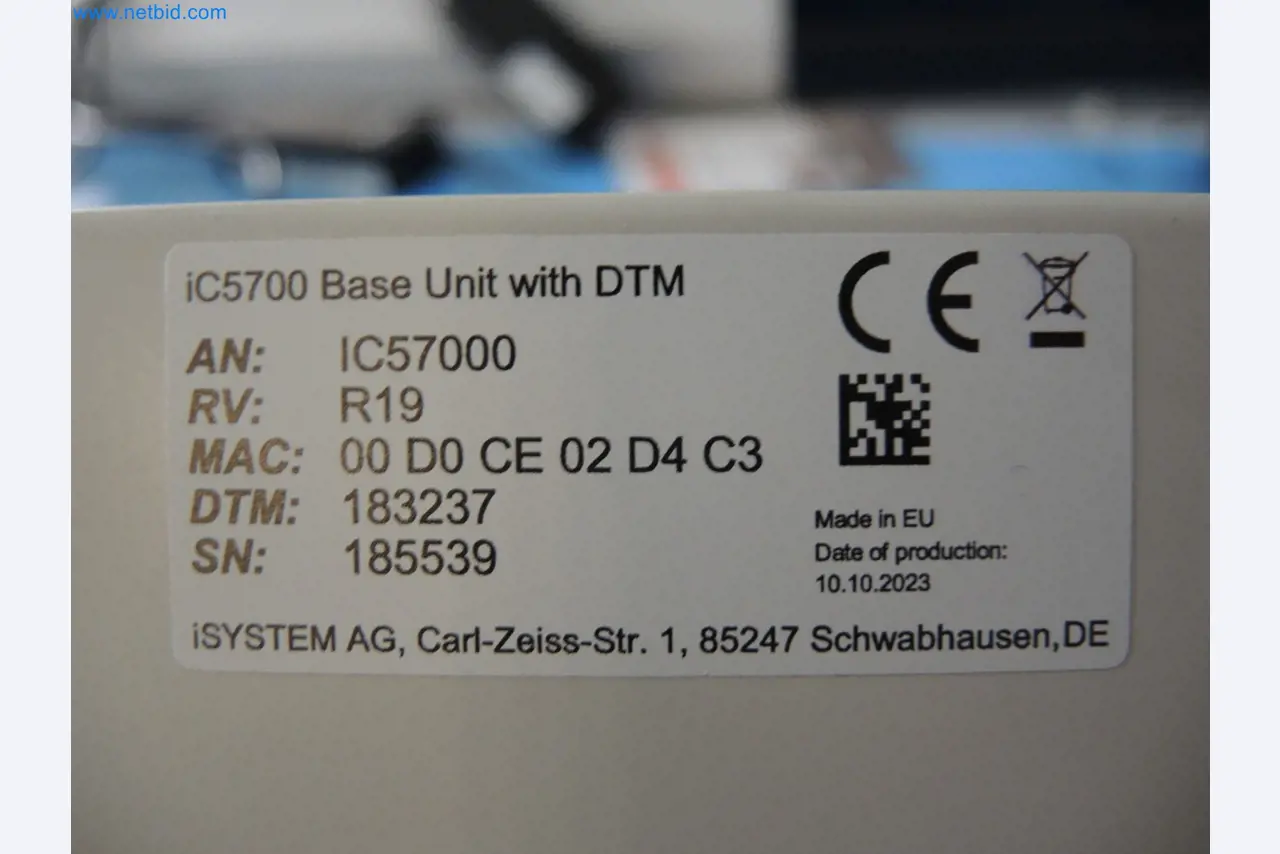 www.netbid.com
iC5700 Base Unit with DTM
AN: IC57000
RV: R19
MAC: 00 D0 CE 02 D4 C3
DTM: 183237
SN: 185539
CE
Made in EU
Date of production:
10.10.2023
iSYSTEM AG, Carl-Zeiss-Str. 1, 85247 Schwabhausen,DE